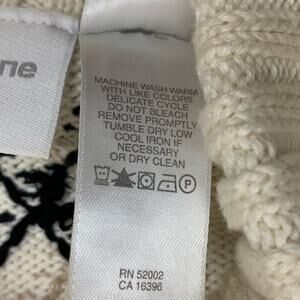 ne
MACHINE WASH WARM
WITH LIKE COLORS
DELICATE CYCLE
DO NOT BLEACH
REMOVE PROMPTLY
TUMBLE DRY LOW
COOL IRON IF
NECESSARY
OR DRY CLEAN
P
RN 52002
CA 16396